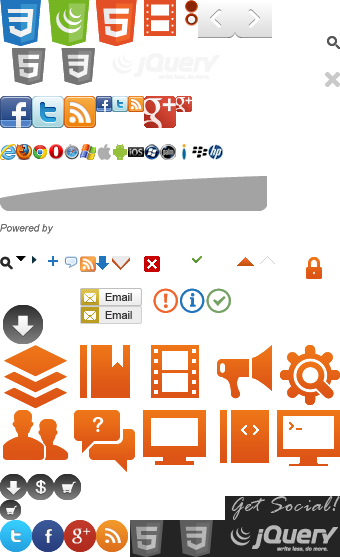 jQuery
write less, do more.
Powered by
Email
Email
Get Social!
jQuery
write less, do more.